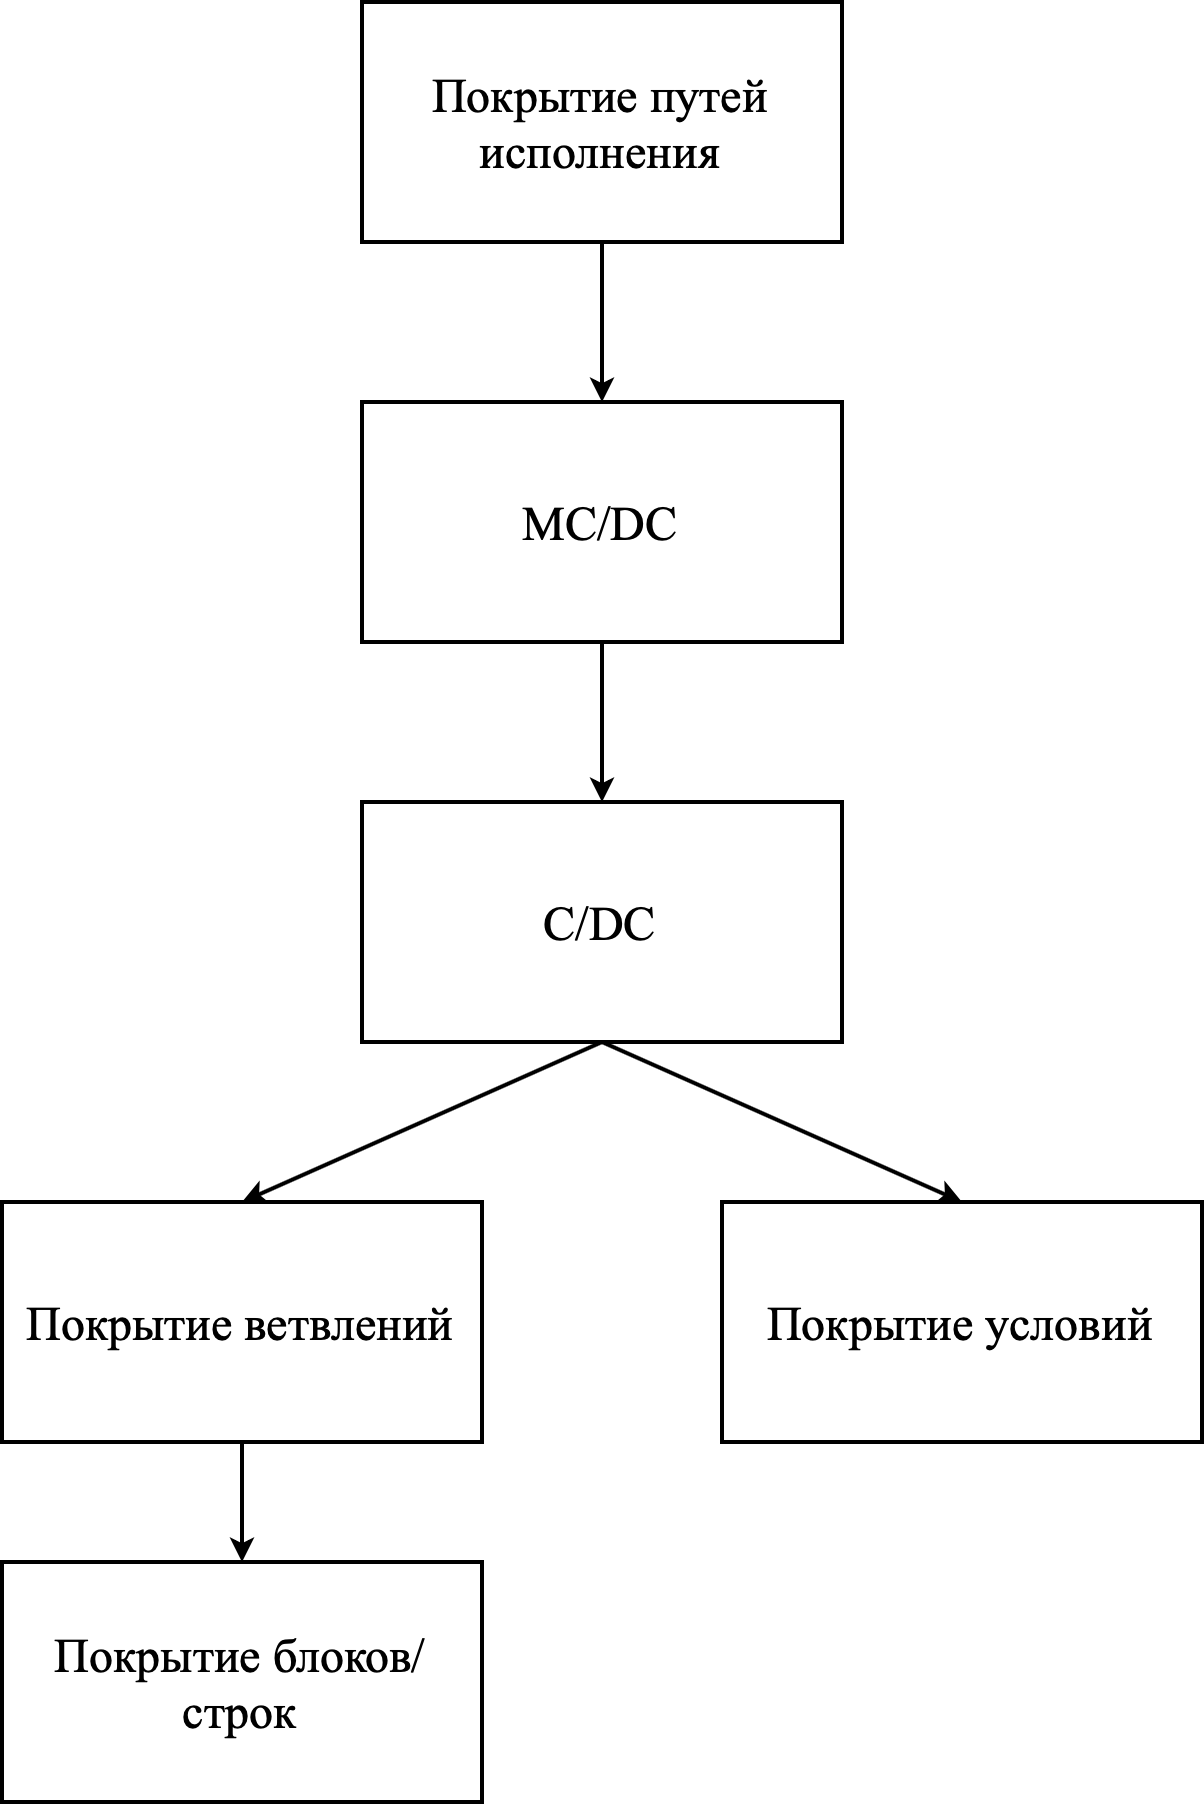 Покрытие путей
исполнения
MC/DC
C/DC
Покрытие ветвлений
Покрытие условий
Покрытие блоков/
строк